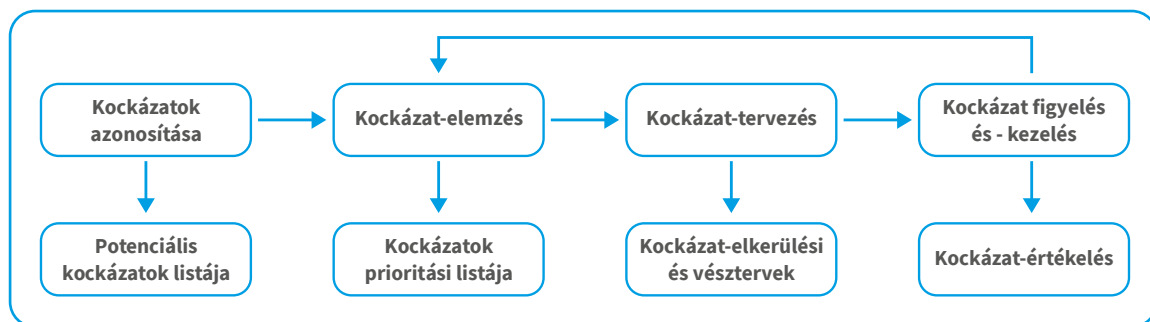 Kockázatok
azonosítása
Kockázat-elemzés
Kockázat-tervezés
Kockázat figyelés
és - kezelés
Potenciális
kockázatok listája
Kockázatok
prioritási listája
Kockázat-elkerülési
és vésztervek
Kockázat-értékelés